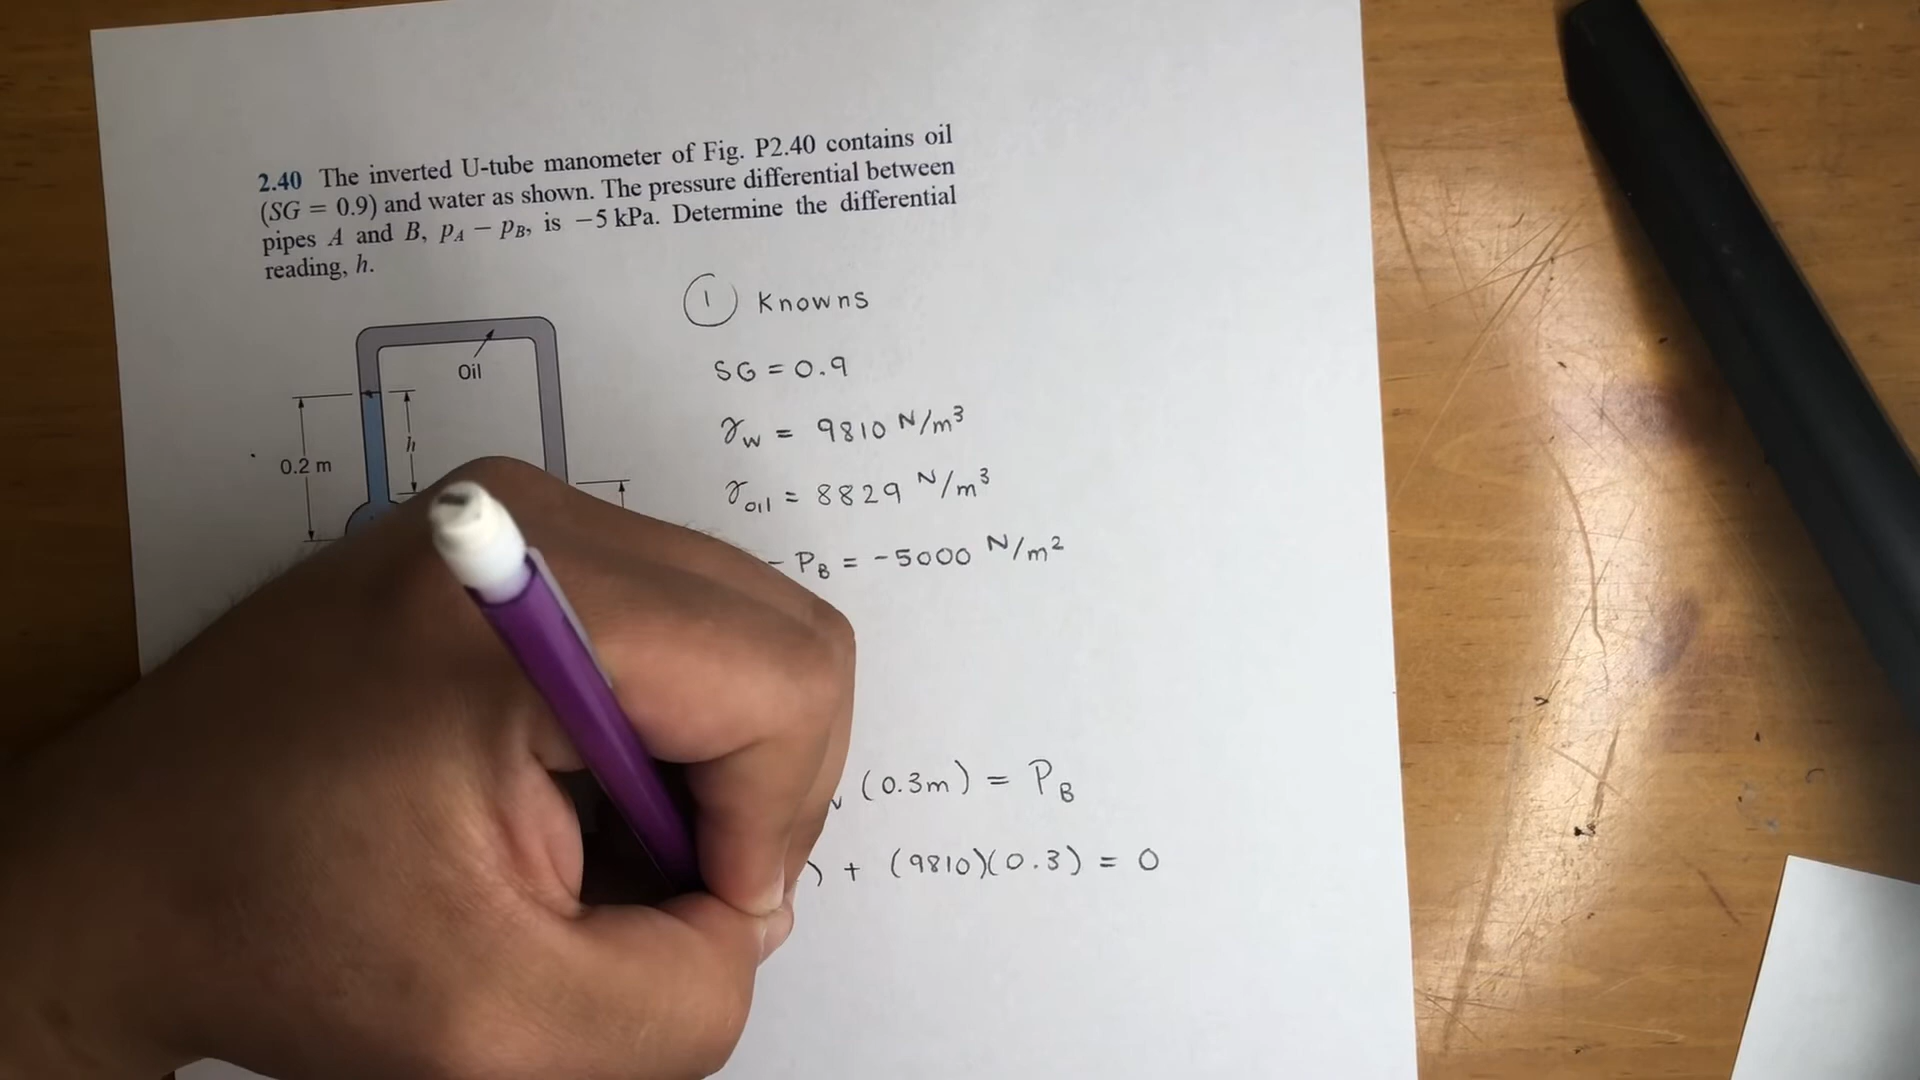 2.40 The inverted U-tube manometer of Fig. P2.40 contains oil
(SG = 0.9) and water as shown. The pressure differential between
pipes A and B, pA − pB, is −5 kPa. Determine the differential
reading, h.
1 Knowns
SG = 0.9
γw = 9810 N/m³
γoil = 8829 N/m³
- PB = -5000 N/m²
Oil
h
0.2 m
(0.3m) = PB
) + (9810)(0.3) = 0